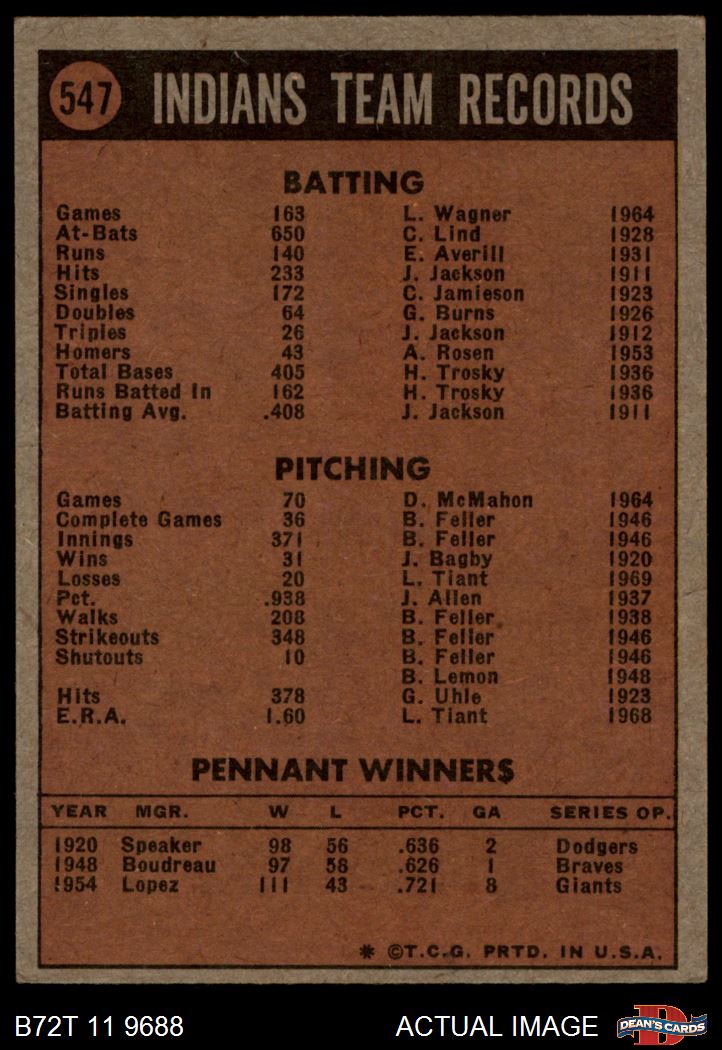 547 INDIANS TEAM RECORDS
BATTING
Games 163 L. Wagner 1964
At-Bats 650 C. Lind 1928
Runs 140 E. Averill 1931
Hits 233 J. Jackson 1911
Singles 172 C. Jamieson 1923
Doubles 64 G. Burns 1926
Triples 26 J. Jackson 1912
Homers 43 A. Rosen 1953
Total Bases 405 H. Trosky 1936
Runs Batted In 162 H. Trosky 1936
Batting Avg. .408 J. Jackson 1911
PITCHING
Games 70 D. McMahon 1964
Complete Games 36 B. Feller 1946
Innings 371 B. Feller 1946
Wins 31 J. Bagby 1920
Losses 20 L. Tiant 1969
Pct. .938 J. Allen 1937
Walks 208 B. Feller 1938
Strikeouts 348 B. Feller 1946
Shutouts 10 B. Feller 1946
B. Lemon 1948
Hits 378 G. Uhle 1923
E.R.A. 1.60 L. Tiant 1968
PENNANT WINNERS
YEAR MGR. W L PCT. GA SERIES OP.
1920 Speaker 98 56 .636 2 Dodgers
1948 Boudreau 97 58 .626 1 Braves
1954 Lopez 111 43 .721 8 Giants
* ©T.C.G. PRTD. IN U.S.A.
B72T 11 9688 ACTUAL IMAGE D DEAN'S CARDS